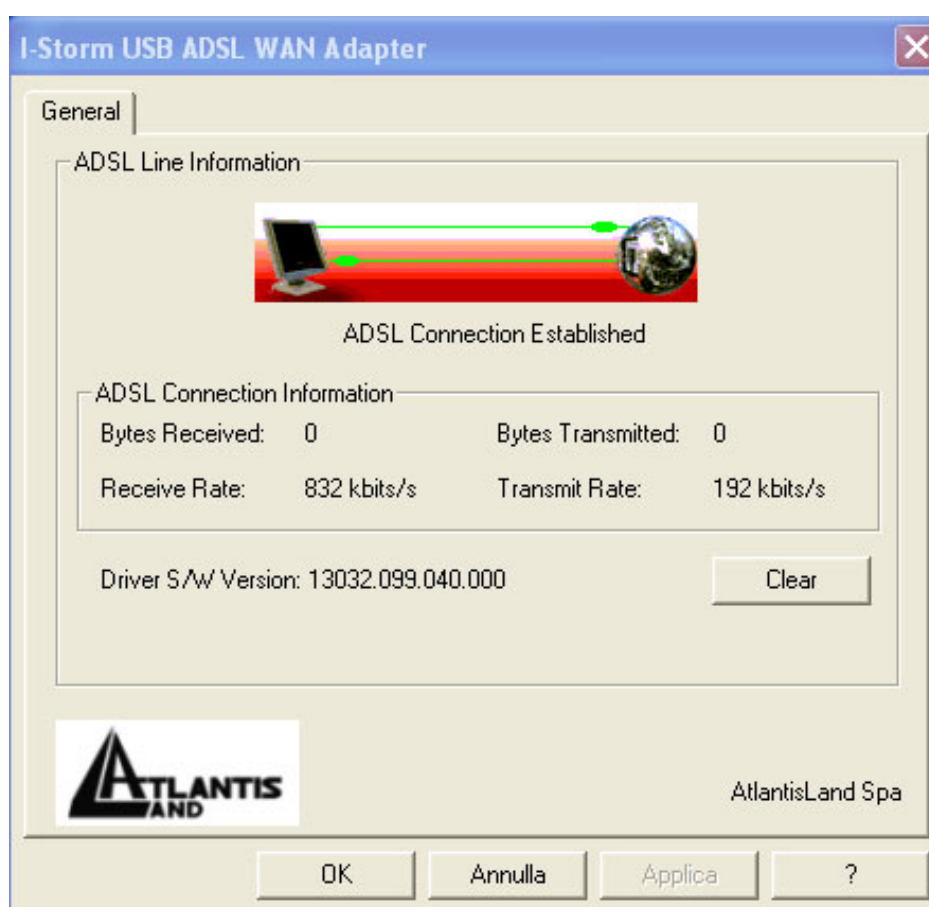 I-Storm USB ADSL WAN Adapter
General
ADSL Line Information
ADSL Connection Established
ADSL Connection Information
Bytes Received: 0 Bytes Transmitted: 0
Receive Rate: 832 kbits/s Transmit Rate: 192 kbits/s
Driver S/W Version: 13032.099.040.000 Clear
ATLANTIS
LAND
AtlantisLand Spa
OK Annulla Applica ?